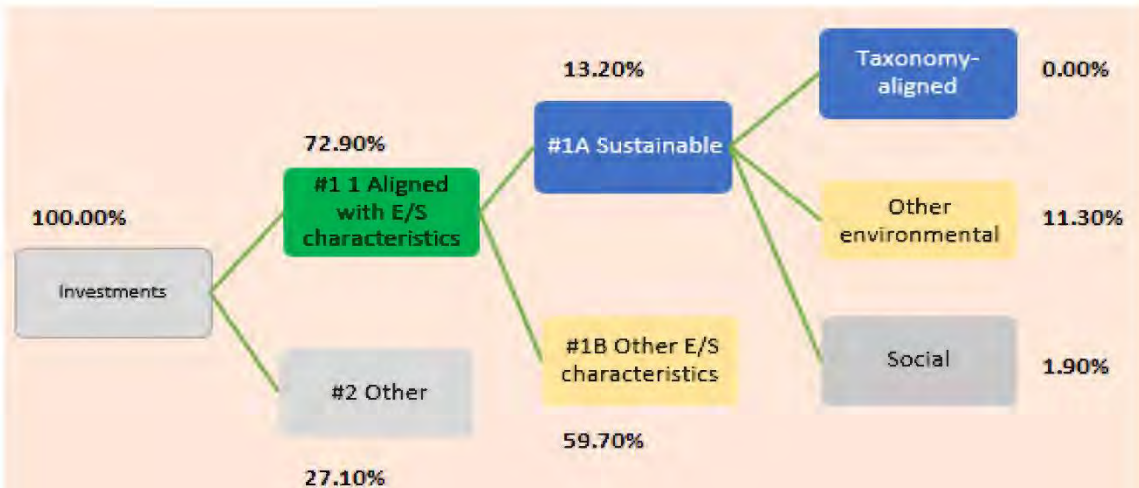 Taxonomy-
aligned
0.00%
13.20%
#1A Sustainable
72.90%
#1 1 Aligned
with E/S
characteristics
100.00%
Investments
Other
environmental
11.30%
#1B Other E/S
characteristics
59.70%
Social
1.90%
#2 Other
27.10%